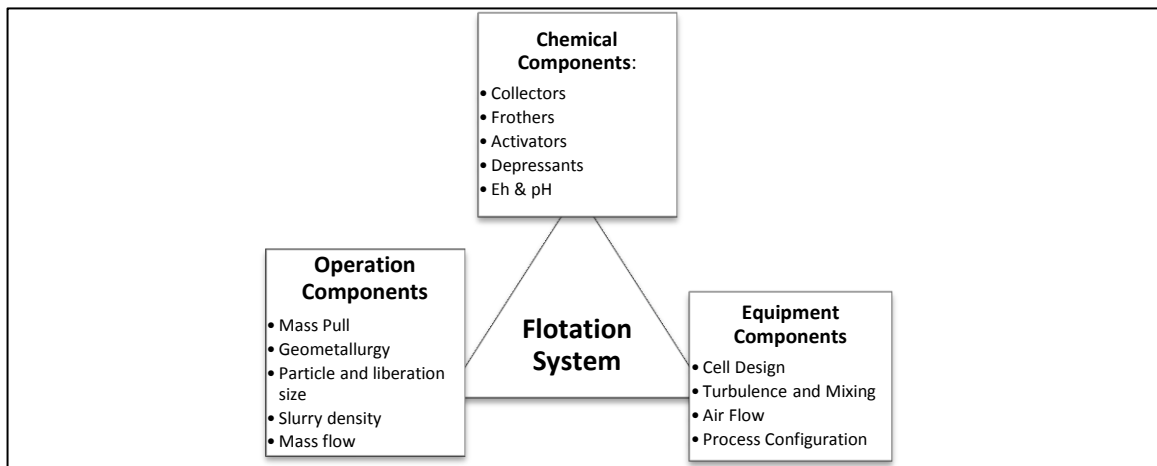 Chemical
Components:
• Collectors
• Frothers
• Activators
• Depressants
• Eh & pH
Operation
Components
• Mass Pull
• Geometallurgy
• Particle and liberation
size
• Slurry density
• Mass flow
Flotation
System
Equipment
Components
• Cell Design
• Turbulence and Mixing
• Air Flow
• Process Configuration